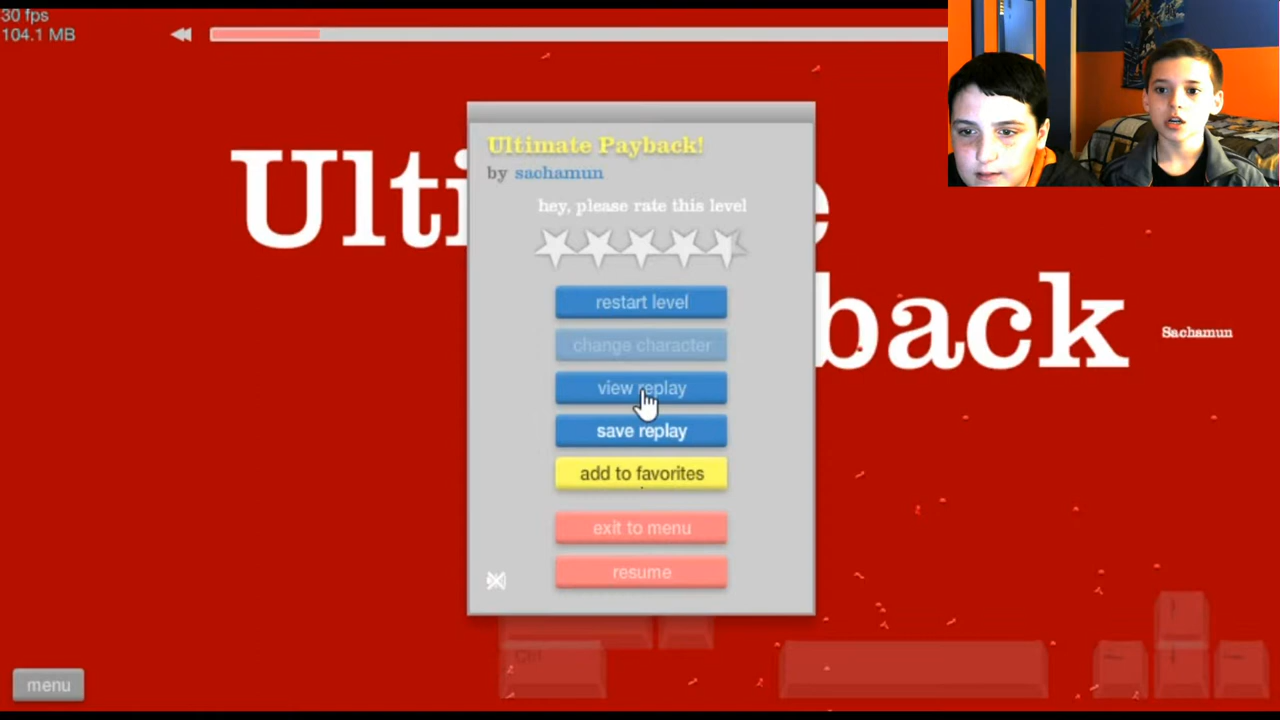 30 fps
104.1 MB
Ultimate Payback!
by sachamun
hey, please rate this level
restart level
change character
view replay
save replay
add to favorites
exit to menu
resume
Ulti e
back
Sachamun
Ctrl
menu